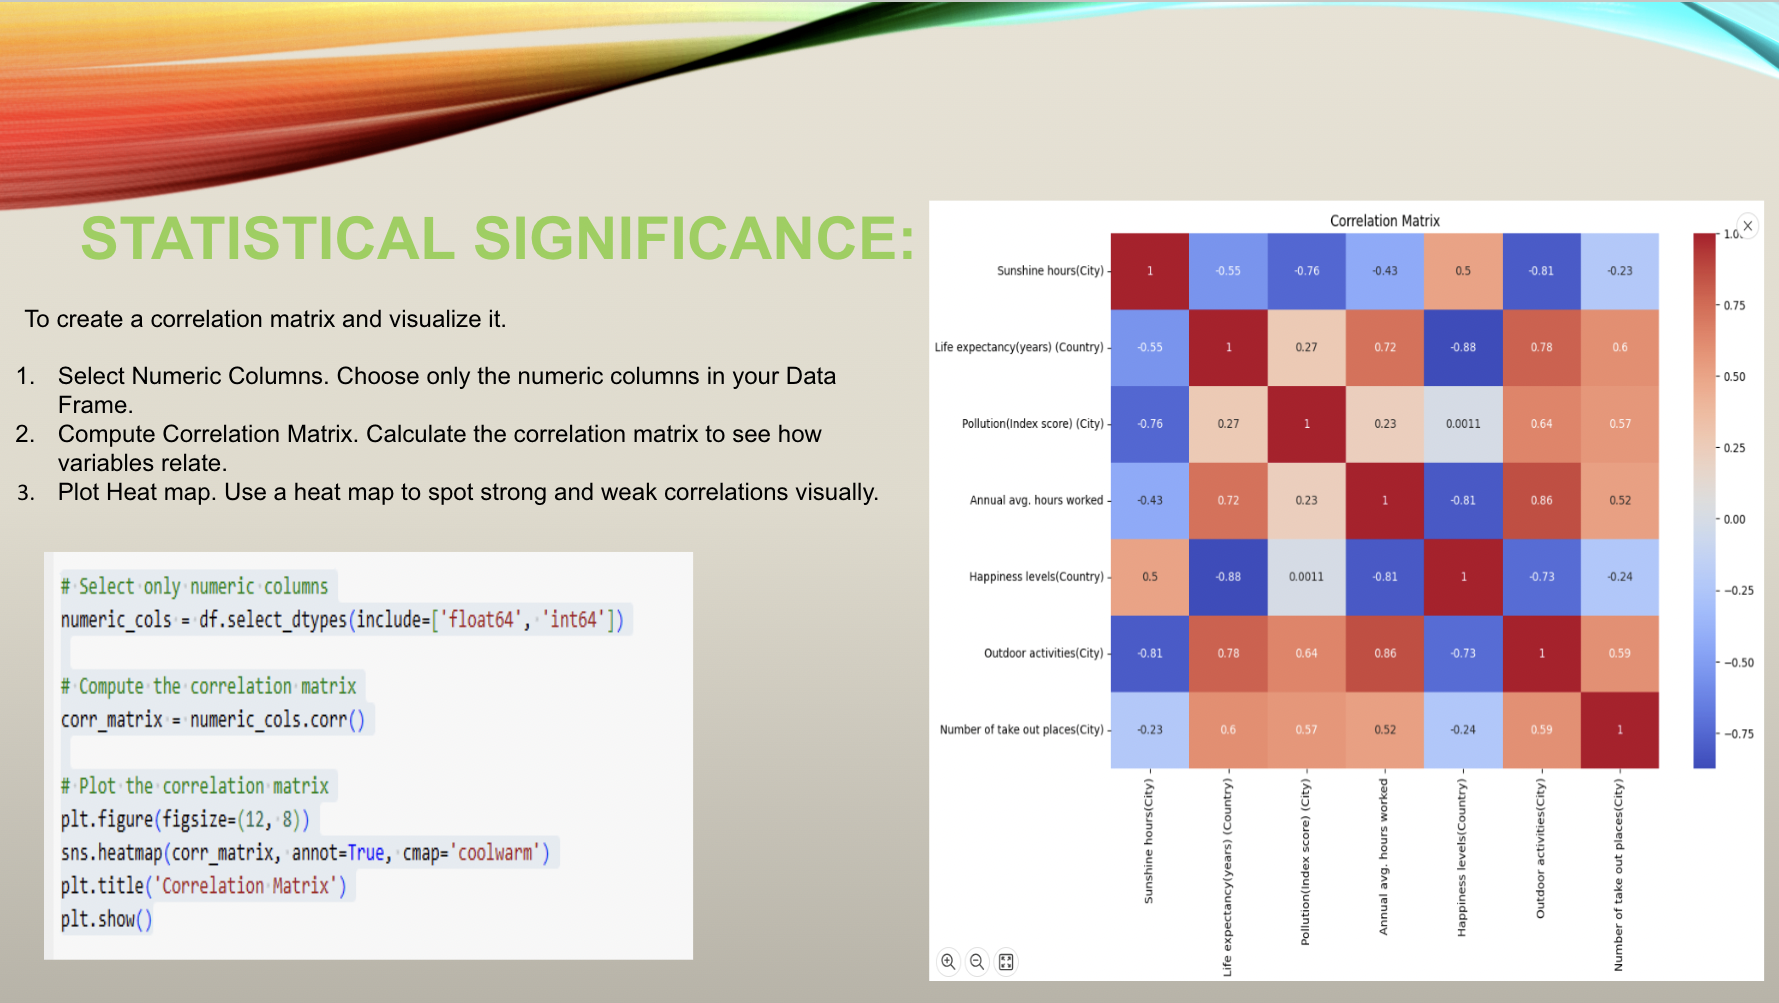 STATISTICAL SIGNIFICANCE:
To create a correlation matrix and visualize it.
1. Select Numeric Columns. Choose only the numeric columns in your Data
Frame.
2. Compute Correlation Matrix. Calculate the correlation matrix to see how
variables relate.
3. Plot Heat map. Use a heat map to spot strong and weak correlations visually.
# Select only numeric columns
numeric_cols = df.select_dtypes(include=['float64', 'int64'])
# Compute the correlation matrix
corr_matrix = numeric_cols.corr()
# Plot the correlation matrix
plt.figure(figsize=(12, 8))
sns.heatmap(corr_matrix, annot=True, cmap='coolwarm')
plt.title('Correlation Matrix')
plt.show()
Correlation Matrix
Sunshine hours(City) 1 -0.55 -0.76 -0.43 0.5 -0.81 -0.23
Life expectancy(years) (Country) -0.55 1 0.27 0.72 -0.88 0.78 0.6
Pollution(Index score) (City) -0.76 0.27 1 0.23 0.0011 0.64 0.57
Annual avg. hours worked -0.43 0.72 0.23 1 -0.81 0.86 0.52
Happiness levels(Country) 0.5 -0.88 0.0011 -0.81 1 -0.73 -0.24
Outdoor activities(City) -0.81 0.78 0.64 0.86 -0.73 1 0.59
Number of take out places(City) -0.23 0.6 0.57 0.52 -0.24 0.59 1
Sunshine hours(City)
Life expectancy(years) (Country)
Pollution(Index score) (City)
Annual avg. hours worked
Happiness levels(Country)
Outdoor activities(City)
Number of take out places(City)
0.75
0.50
0.25
0.00
−0.25
−0.50
−0.75